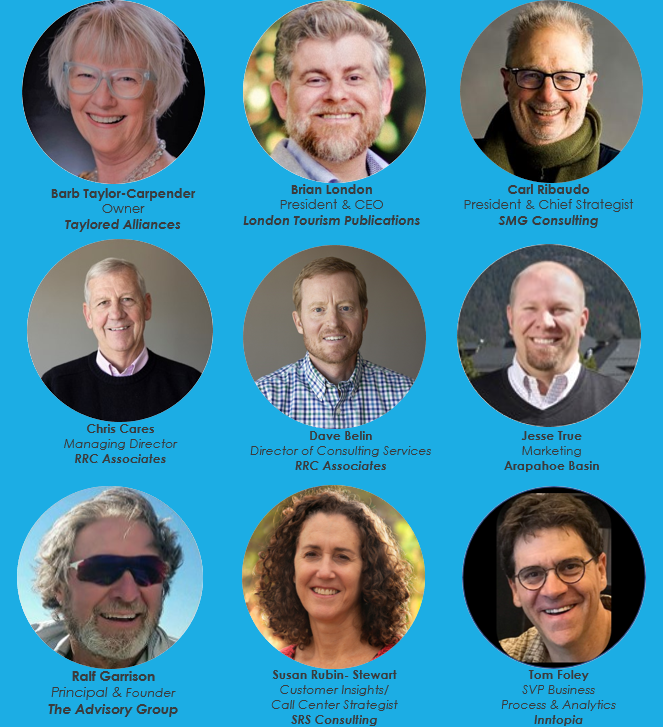 Barb Taylor-Carpender
Owner
Taylored Alliances
Brian London
President & CEO
London Tourism Publications
Carl Ribaudo
President & Chief Strategist
SMG Consulting
Chris Cares
Managing Director
RRC Associates
Dave Belin
Director of Consulting Services
RRC Associates
Jesse True
Marketing
Arapahoe Basin
Ralf Garrison
Principal & Founder
The Advisory Group
Susan Rubin- Stewart
Customer Insights/
Call Center Strategist
SRS Consulting
Tom Foley
SVP Business
Process & Analytics
Inntopia